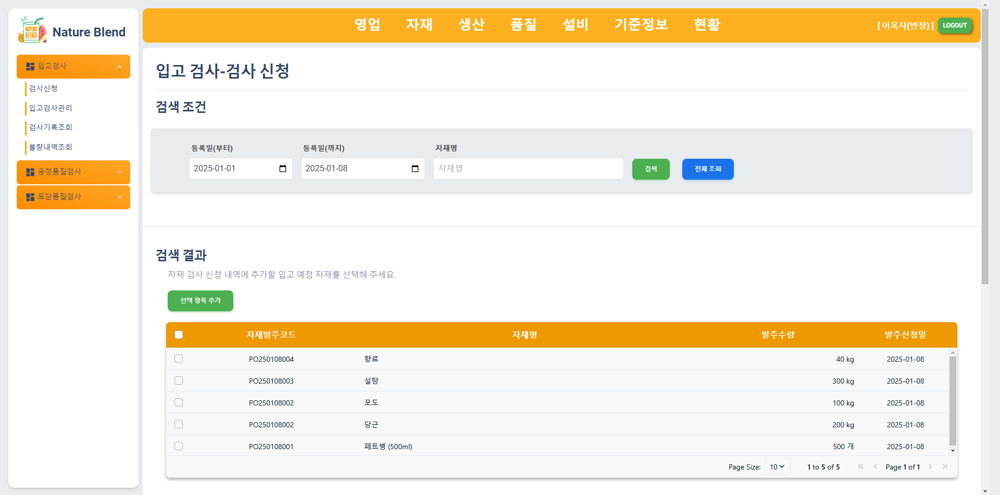 NATURE
BLEND
Nature Blend
영업 자재 생산 품질 설비 기준정보 현황
[ 이옥자(반장) ] LOGOUT
입고검사
검사신청
입고검사관리
검사기록조회
불량내역조회
공정품질검사
포장품질검사
입고 검사-검사 신청
검색 조건
등록일(부터) 등록일(까지) 자재명
2025-01-01 2025-01-08 자재명 검색 전체 조회
검색 결과
자재 검사 신청 내역에 추가할 입고 예정 자재를 선택해 주세요.
선택 항목 추가
자재발주코드 자재명 발주수량 발주신청일
PO250108004 향료 40 kg 2025-01-08
PO250108003 설탕 300 kg 2025-01-08
PO250108002 포도 100 kg 2025-01-08
PO250108002 당근 200 kg 2025-01-08
PO250108001 페트병 (500ml) 500 개 2025-01-08
Page Size: 10 1 to 5 of 5 Page 1 of 1